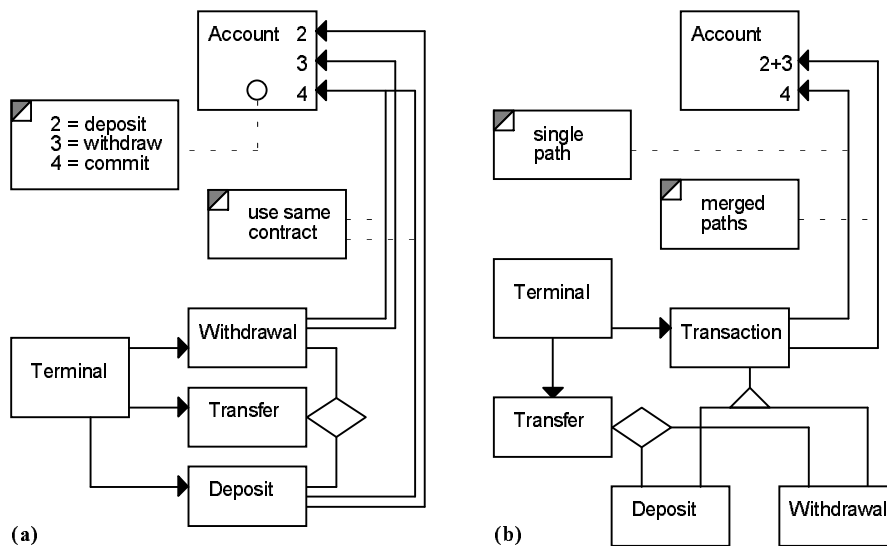 Account 2
3
4
2 = deposit
3 = withdraw
4 = commit
use same
contract
Withdrawal
Terminal
Transfer
Deposit
(a)
Account
2+3
4
single
path
merged
paths
Terminal
Transaction
Transfer
Deposit
Withdrawal
(b)